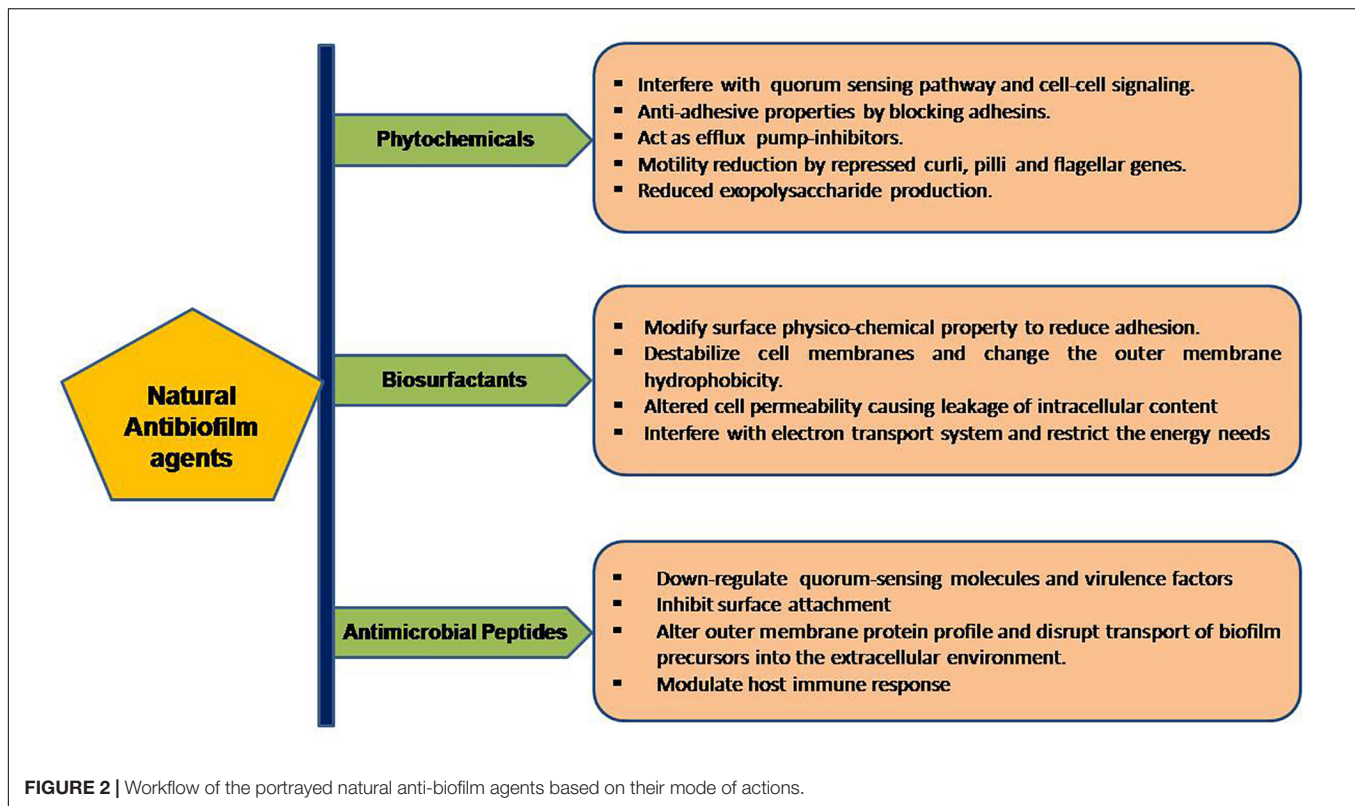 Phytochemicals
▪ Interfere with quorum sensing pathway and cell-cell signaling.
▪ Anti-adhesive properties by blocking adhesins.
▪ Act as efflux pump-inhibitors.
▪ Motility reduction by repressed curli, pilli and flagellar genes.
▪ Reduced exopolysaccharide production.
Natural
Antibiofilm
agents
Biosurfactants
▪ Modify surface physico-chemical property to reduce adhesion.
▪ Destabilize cell membranes and change the outer membrane
hydrophobicity.
▪ Altered cell permeability causing leakage of intracellular content
▪ Interfere with electron transport system and restrict the energy needs
Antimicrobial Peptides
▪ Down-regulate quorum-sensing molecules and virulence factors
▪ Inhibit surface attachment
▪ Alter outer membrane protein profile and disrupt transport of biofilm
precursors into the extracellular environment.
▪ Modulate host immune response
FIGURE 2 | Workflow of the portrayed natural anti-biofilm agents based on their mode of actions.